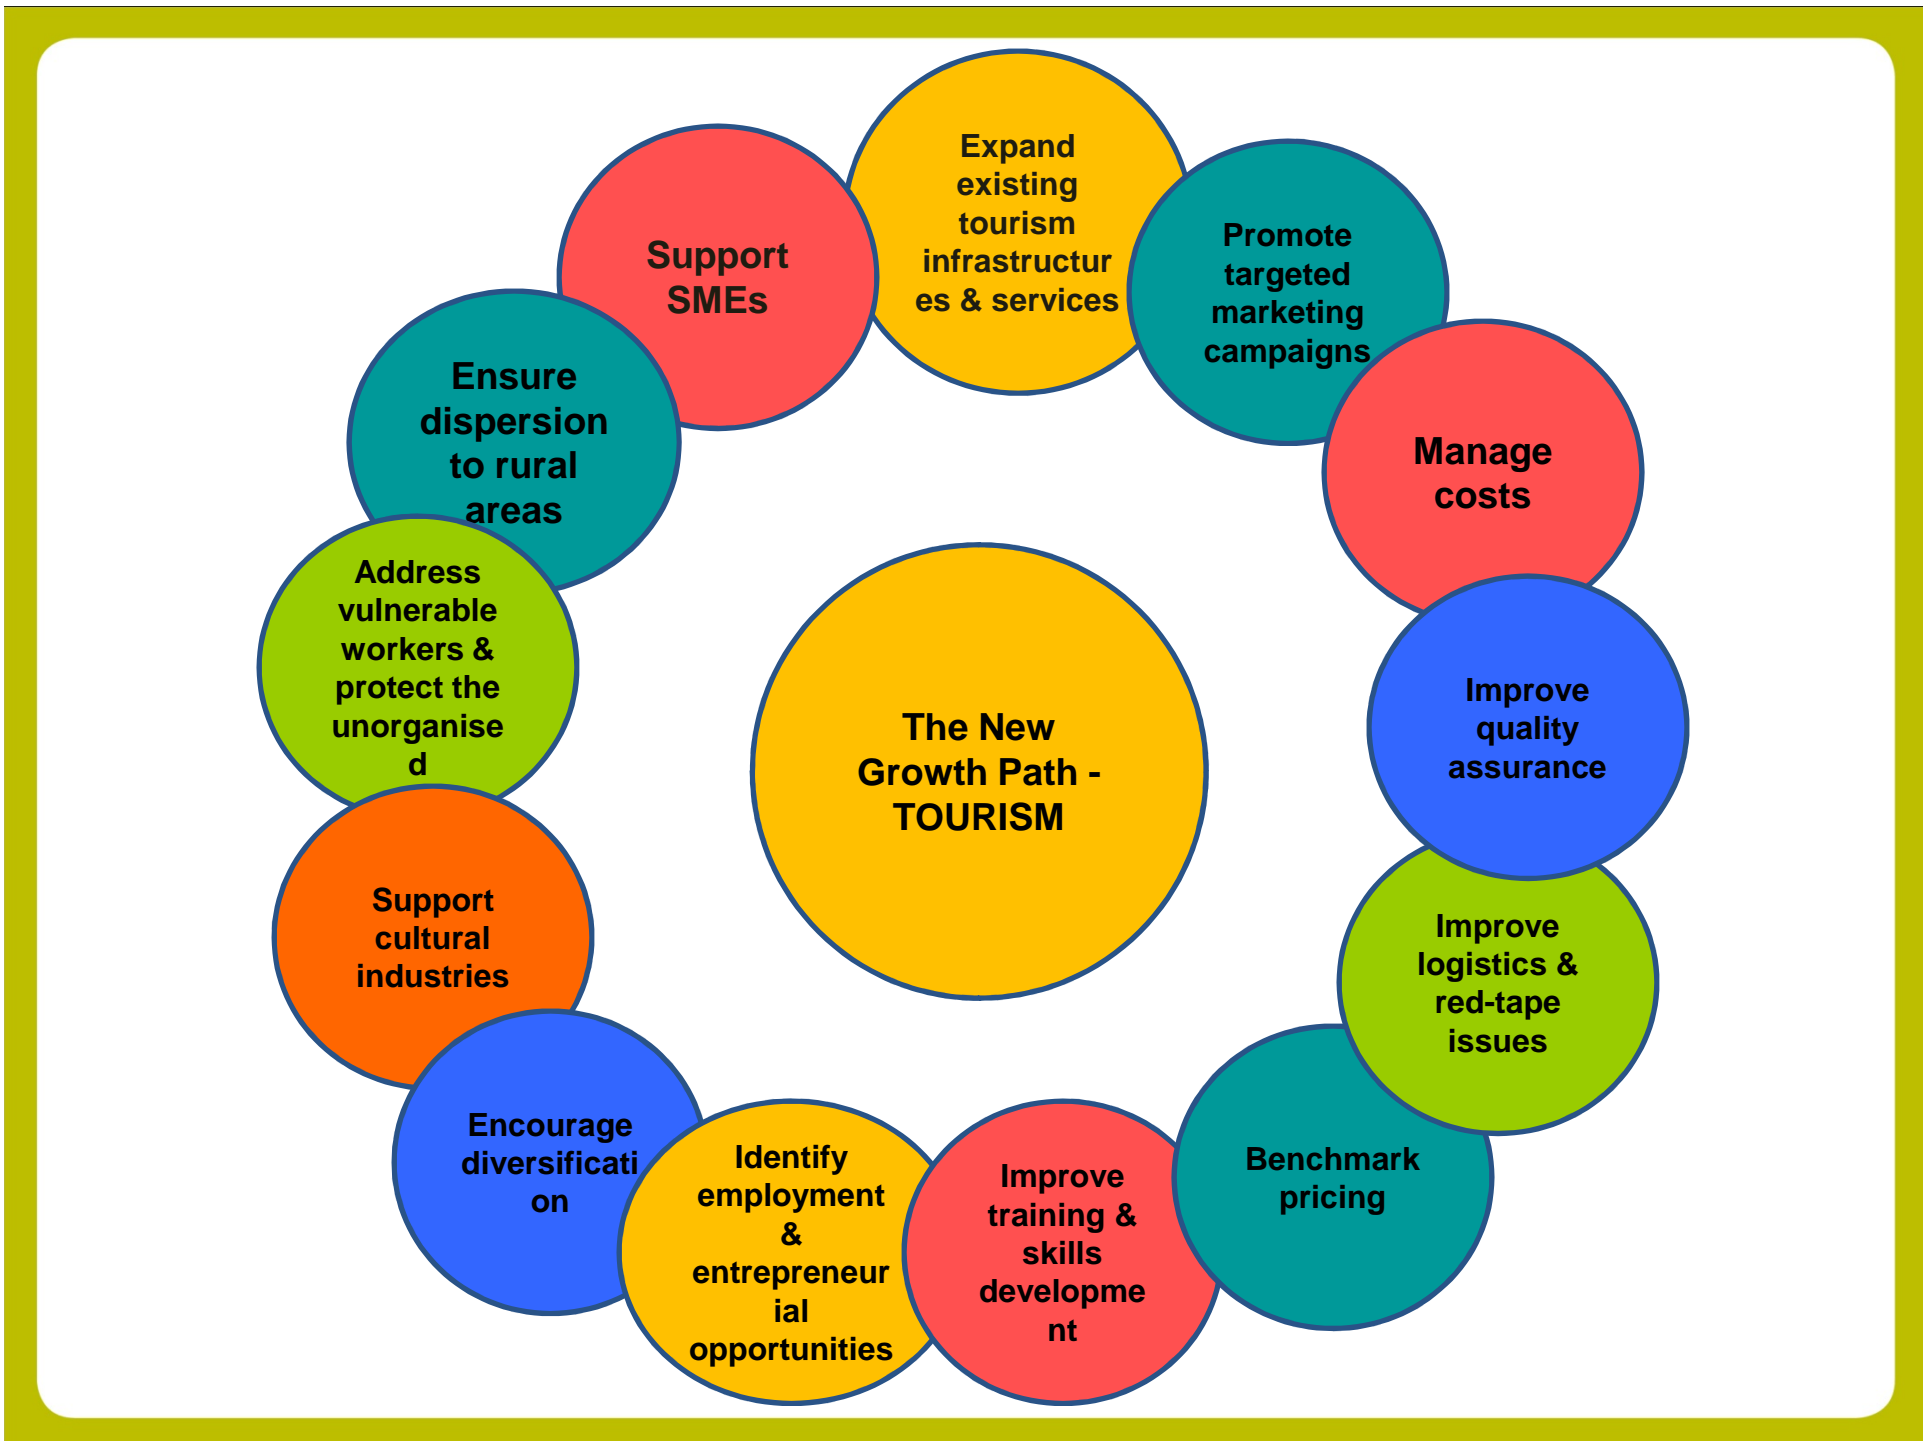 Expand
existing
tourism
infrastructur
es & services
Promote
targeted
marketing
campaigns
Manage
costs
Improve
quality
assurance
Improve
logistics &
red-tape
issues
Benchmark
pricing
Improve
training &
skills
developme
nt
Identify
employment
&
entrepreneur
ial
opportunities
Encourage
diversificati
on
Support
cultural
industries
Address
vulnerable
workers &
protect the
unorganise
d
Ensure
dispersion
to rural
areas
Support
SMEs
The New
Growth Path -
TOURISM